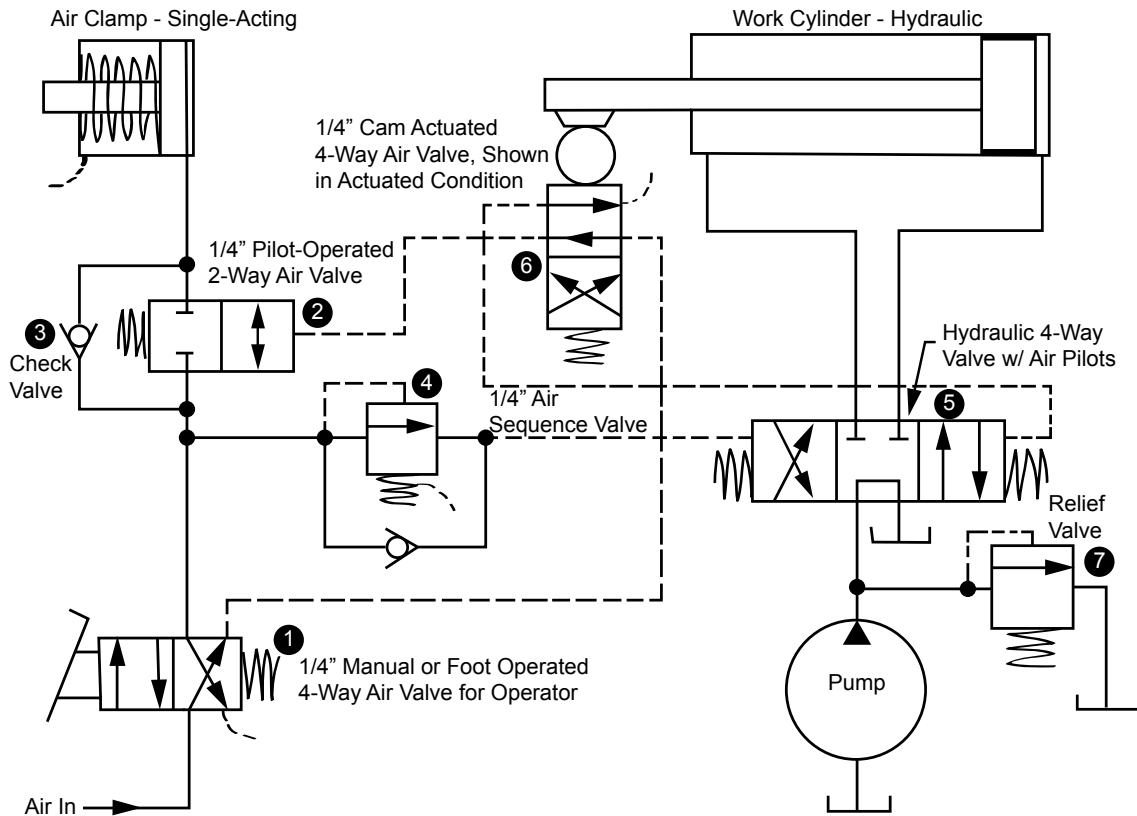 Air Clamp - Single-Acting
Work Cylinder - Hydraulic
1/4” Cam Actuated
4-Way Air Valve, Shown
in Actuated Condition
1/4” Pilot-Operated
2-Way Air Valve
6
2
3
Check
Valve
Hydraulic 4-Way
Valve w/ Air Pilots
4
1/4” Air
Sequence Valve
5
Relief
Valve
7
1
1/4” Manual or Foot Operated
4-Way Air Valve for Operator
Pump
Air In